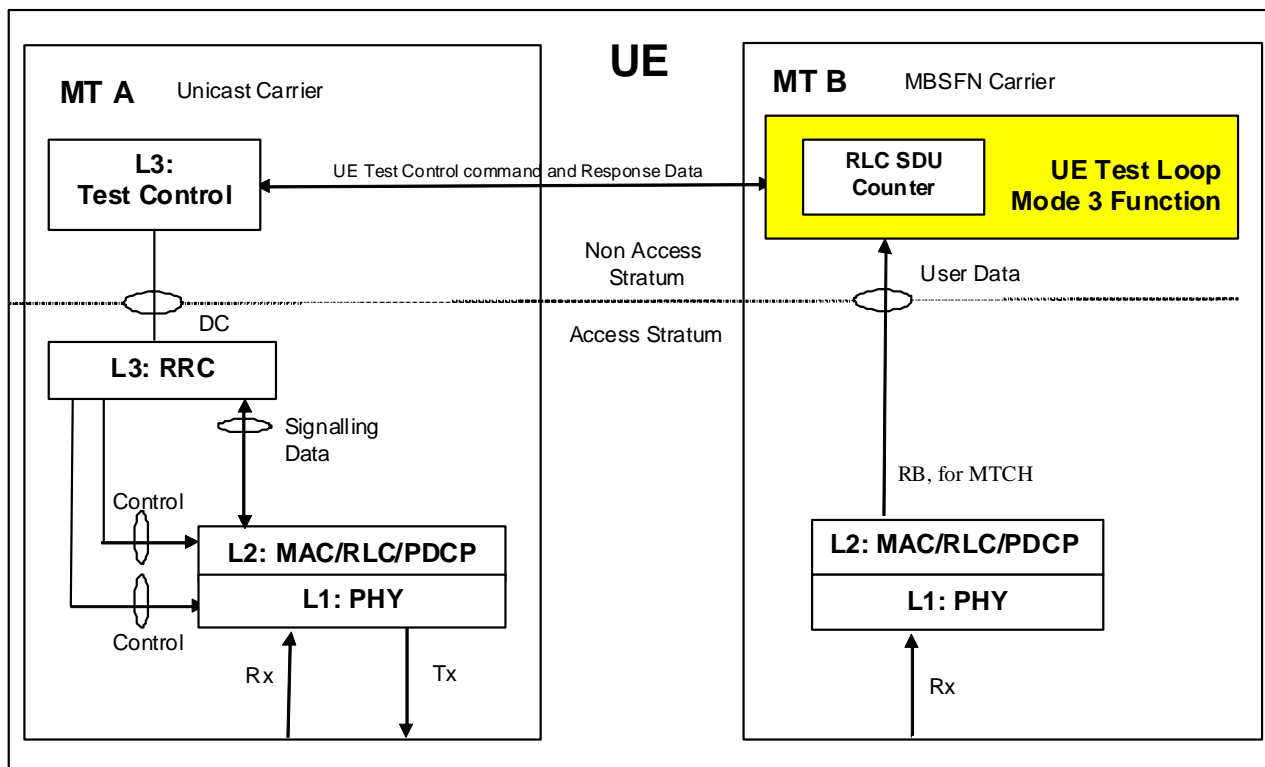 UE
MT A
Unicast Carrier
L3:
Test Control
UE Test Control command and Response Data
MT B
MBSFN Carrier
RLC SDU
Counter
UE Test Loop
Mode 3 Function
Non Access
Stratum
User Data
DC
Access Stratum
L3: RRC
Signalling
Data
Control
L2: MAC/RLC/PDCP
L1: PHY
Control
Rx
Tx
RB, for MTCH
L2: MAC/RLC/PDCP
L1: PHY
Rx